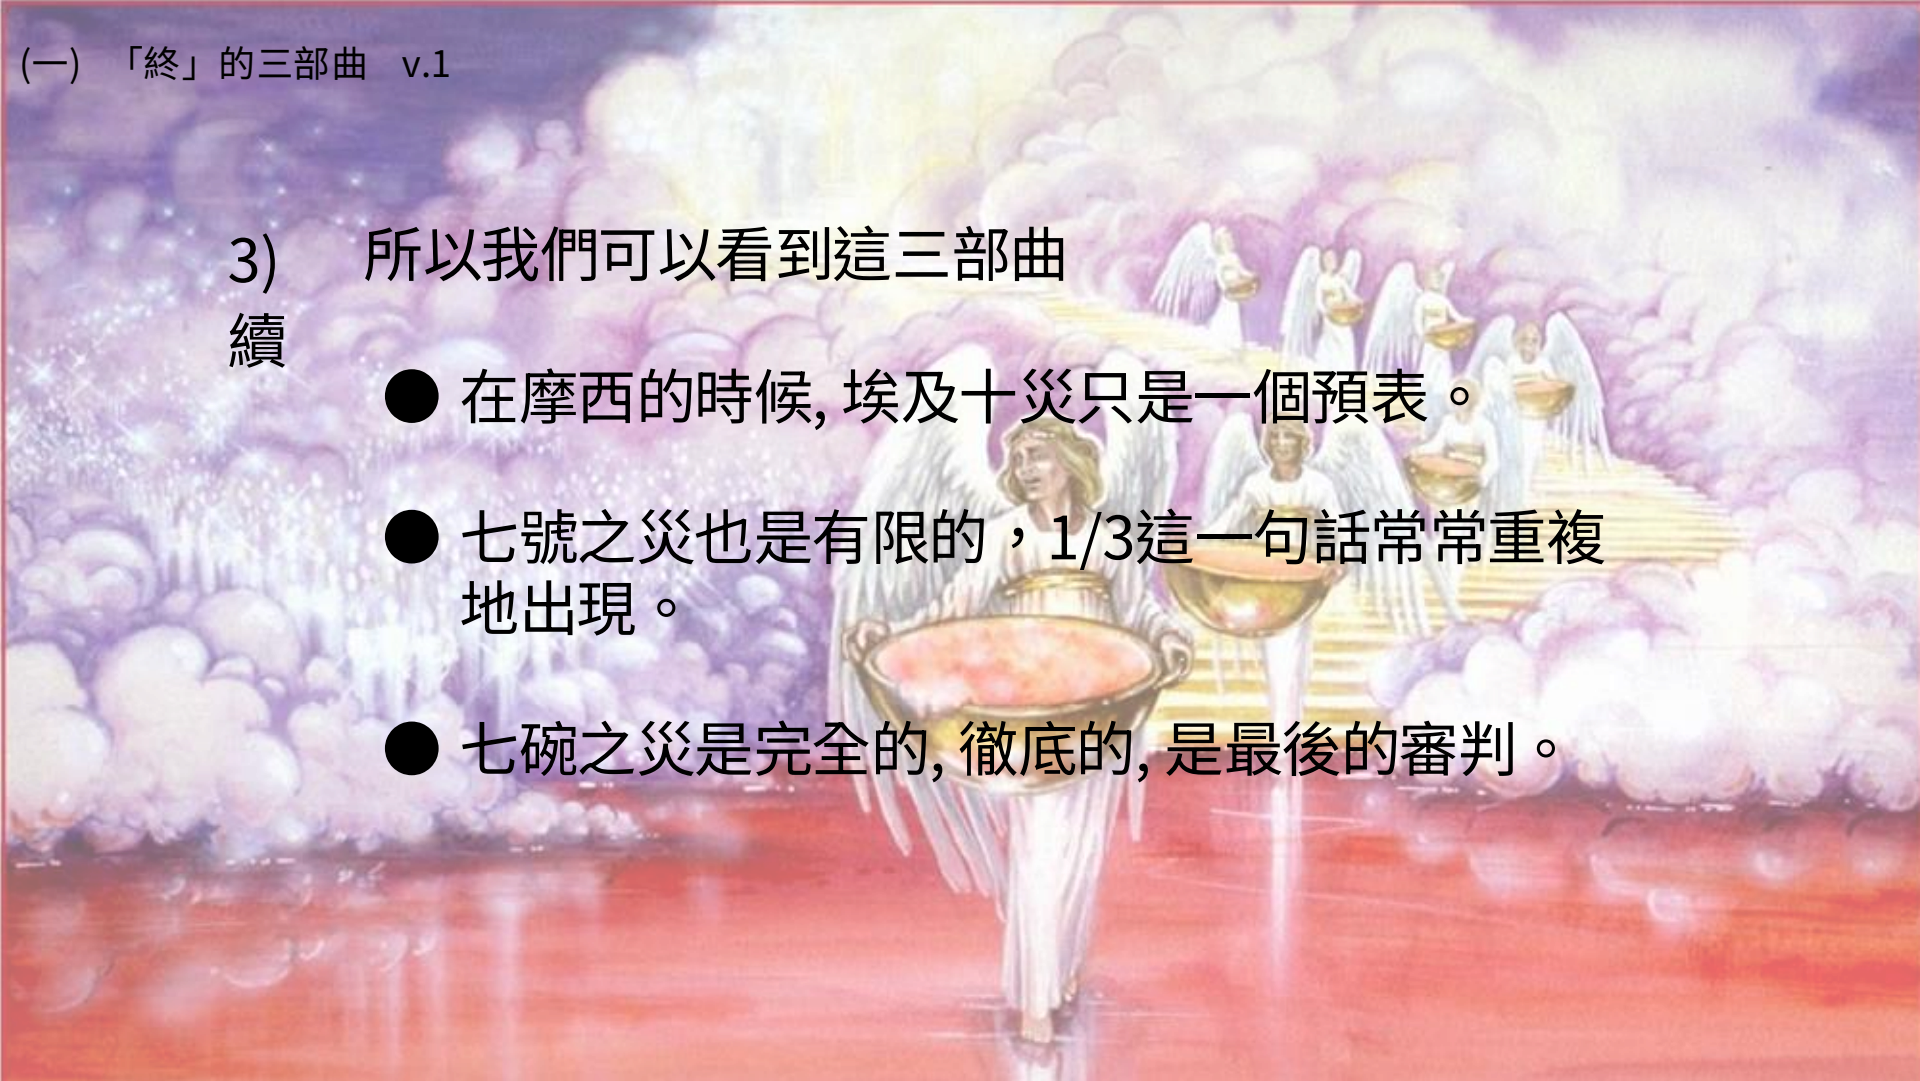 (一) 「終」的三部曲 v.1
3) 所以我們可以看到這三部曲
續
● 在摩西的時候, 埃及十災只是一個預表。
● 七號之災也是有限的，1/3這一句話常常重複
地出現。
● 七碗之災是完全的, 徹底的, 是最後的審判。